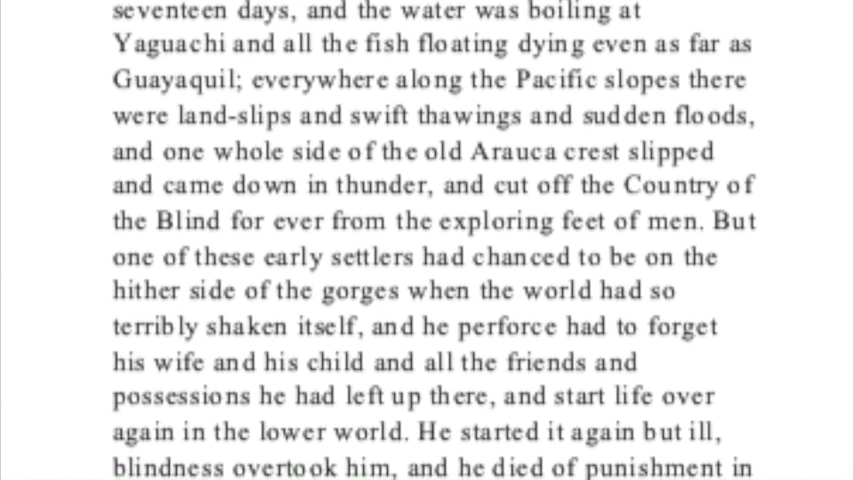 seventeen days, and the water was boiling at
Yaguachi and all the fish floating dying even as far as
Guayaquil; everywhere along the Pacific slopes there
were land-slips and swift thawings and sudden floods,
and one whole side of the old Arauca crest slipped
and came down in thunder, and cut off the Country of
the Blind for ever from the exploring feet of men. But
one of these early settlers had chanced to be on the
hither side of the gorges when the world had so
terribly shaken itself, and he perforce had to forget
his wife and his child and all the friends and
possessions he had left up there, and start life over
again in the lower world. He started it again but ill,
blindness overtook him, and he died of punishment in